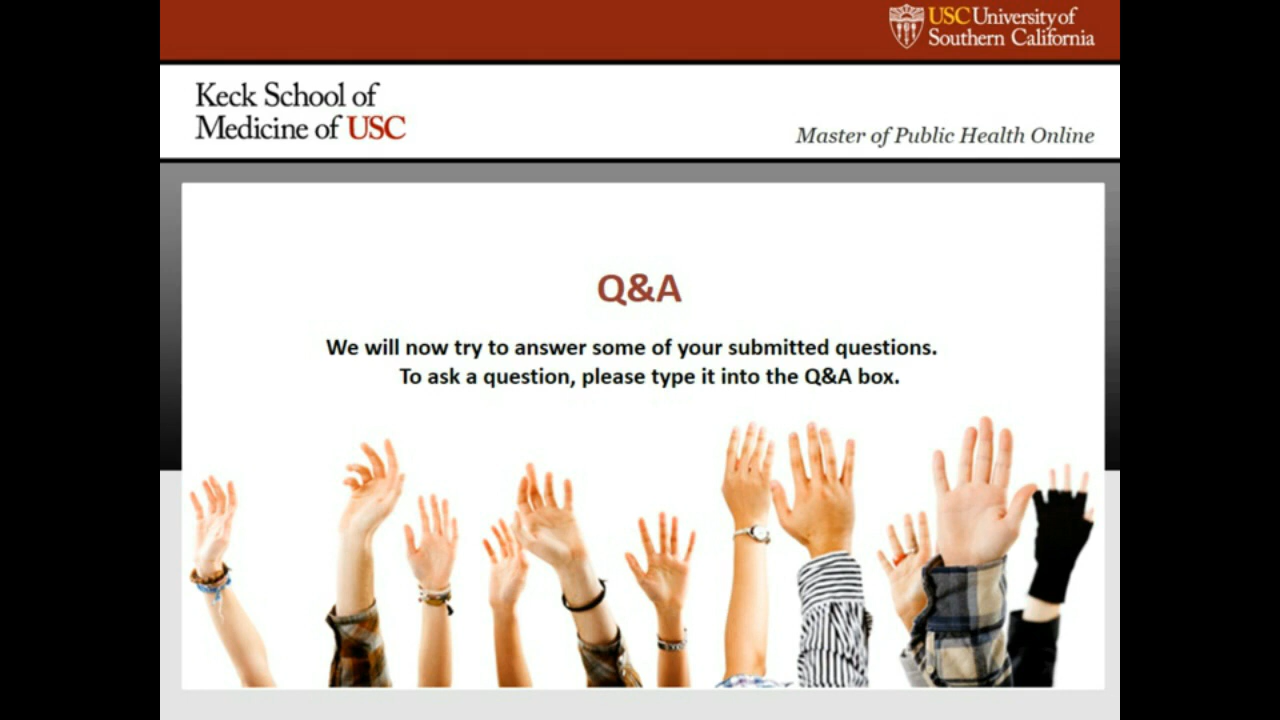 USC University of
Southern California
Keck School of
Medicine of USC
Master of Public Health Online
Q&A
We will now try to answer some of your submitted questions.
To ask a question, please type it into the Q&A box.